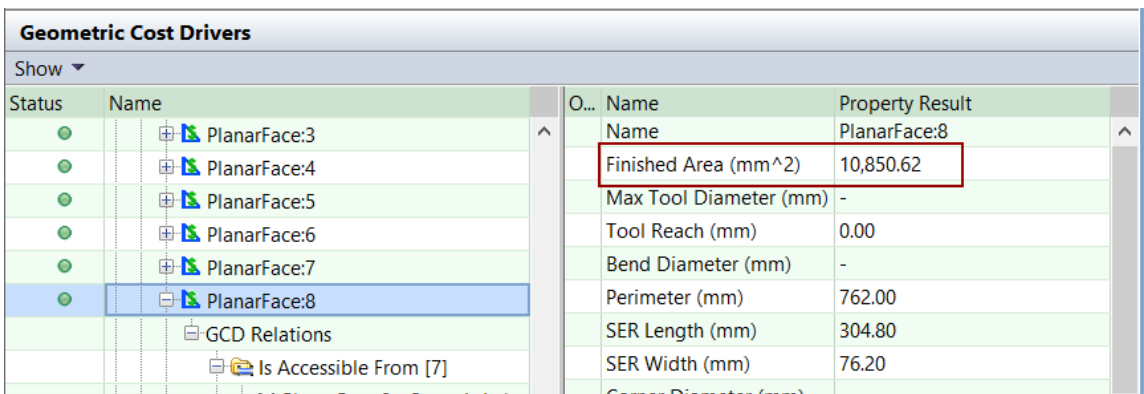 Geometric Cost Drivers
Show
Status Name
PlanarFace:3
PlanarFace:4
PlanarFace:5
PlanarFace:6
PlanarFace:7
PlanarFace:8
GCD Relations
Is Accessible From [7]
O... Name Property Result
Name PlanarFace:8
Finished Area (mm^2) 10,850.62
Max Tool Diameter (mm) -
Tool Reach (mm) 0.00
Bend Diameter (mm) -
Perimeter (mm) 762.00
SER Length (mm) 304.80
SER Width (mm) 76.20